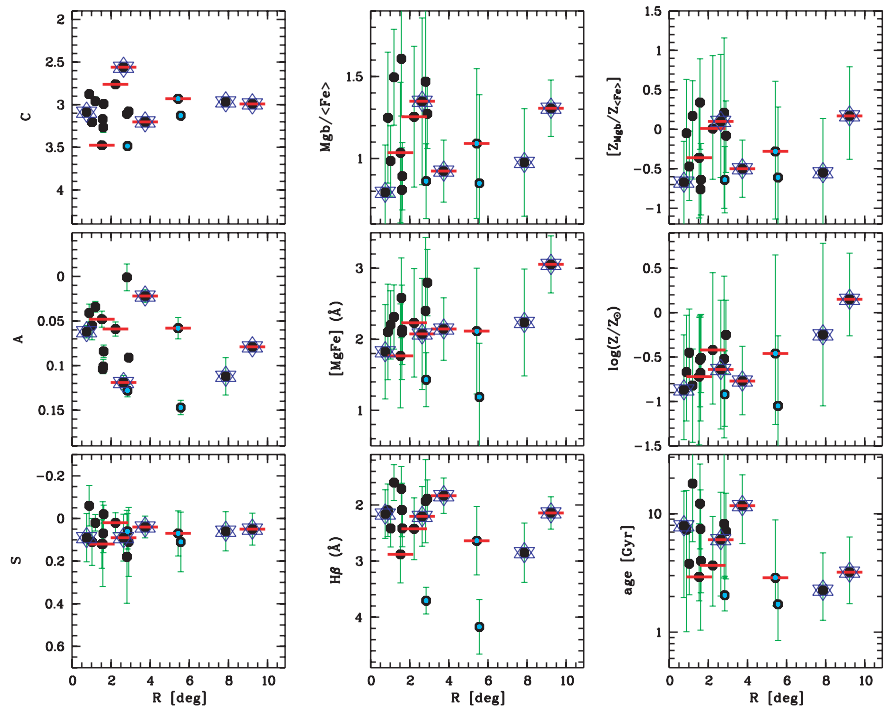 2
2.5
3
3.5
4
C
1.5
1
Mgb/<Fe>
1.5
1
0.5
0
−0.5
−1
[Z_Mgb/Z_<Fe>]
0
0.05
0.1
0.15
A
3
2
1
[MgFe] (Å)
0.5
0
−0.5
−1
−1.5
log(Z/Z⊙)
−0.2
0
0.2
0.4
0.6
S
0 2 4 6 8 10
R [deg]
2
3
4
Hβ (Å)
0 2 4 6 8 10
R [deg]
10
1
age [Gyr]
0 2 4 6 8 10
R [deg]